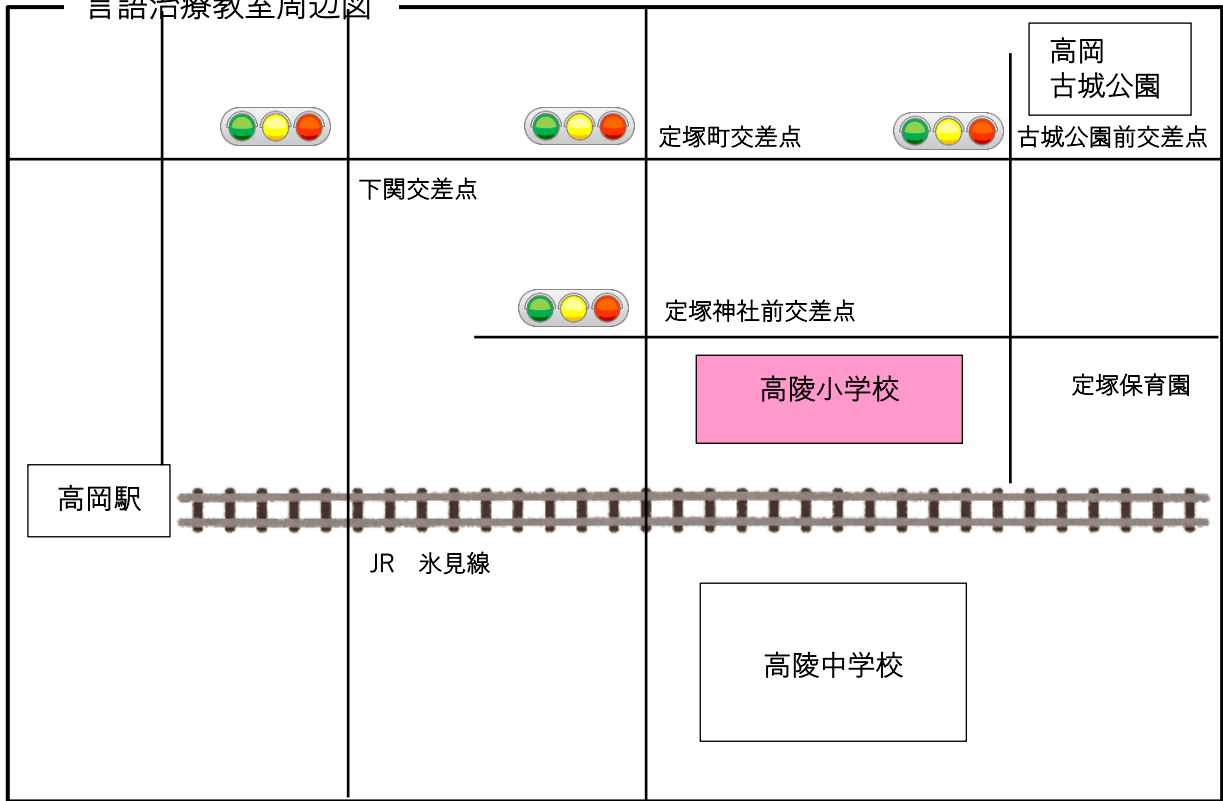 言語治療教室周辺図
高岡
古城公園
定塚町交差点
古城公園前交差点
下関交差点
定塚神社前交差点
高陵小学校
定塚保育園
高岡駅
JR　氷見線
高陵中学校